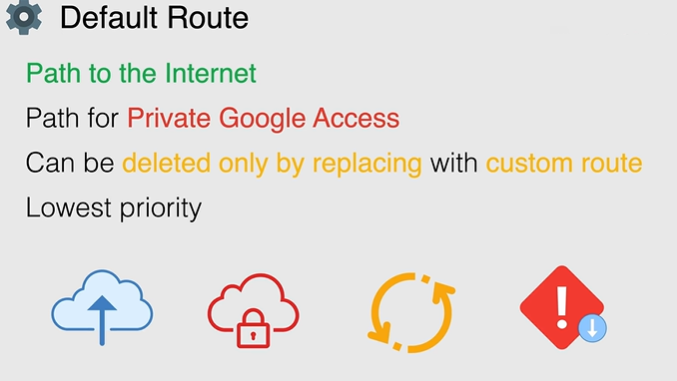 Default Route
Path to the Internet
Path for Private Google Access
Can be deleted only by replacing with custom route
Lowest priority